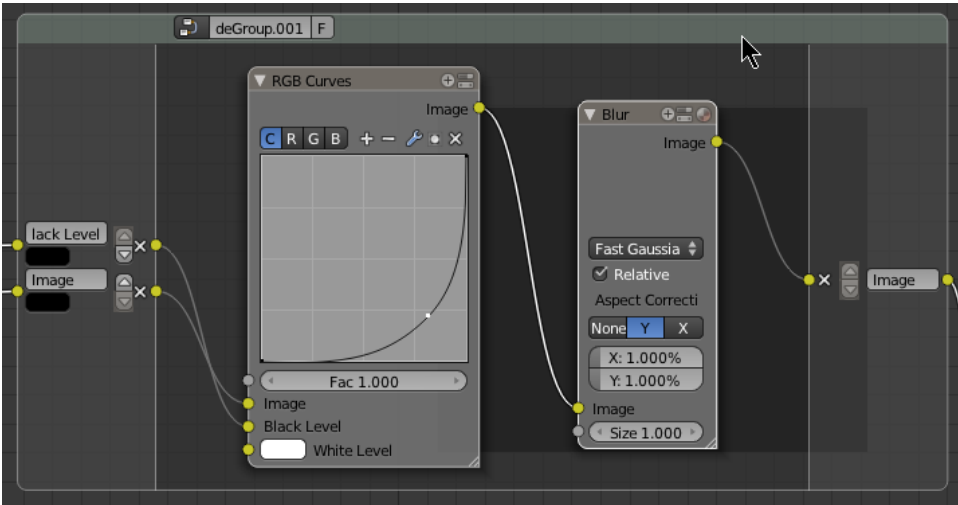 deGroup.001 F
RGB Curves
Image
C R G B
Fac 1.000
Image
Black Level
White Level
lack Level
Image
Blur
Image
Fast Gaussia
Relative
Aspect Correcti
None Y X
X: 1.000%
Y: 1.000%
Image
Size 1.000
Image